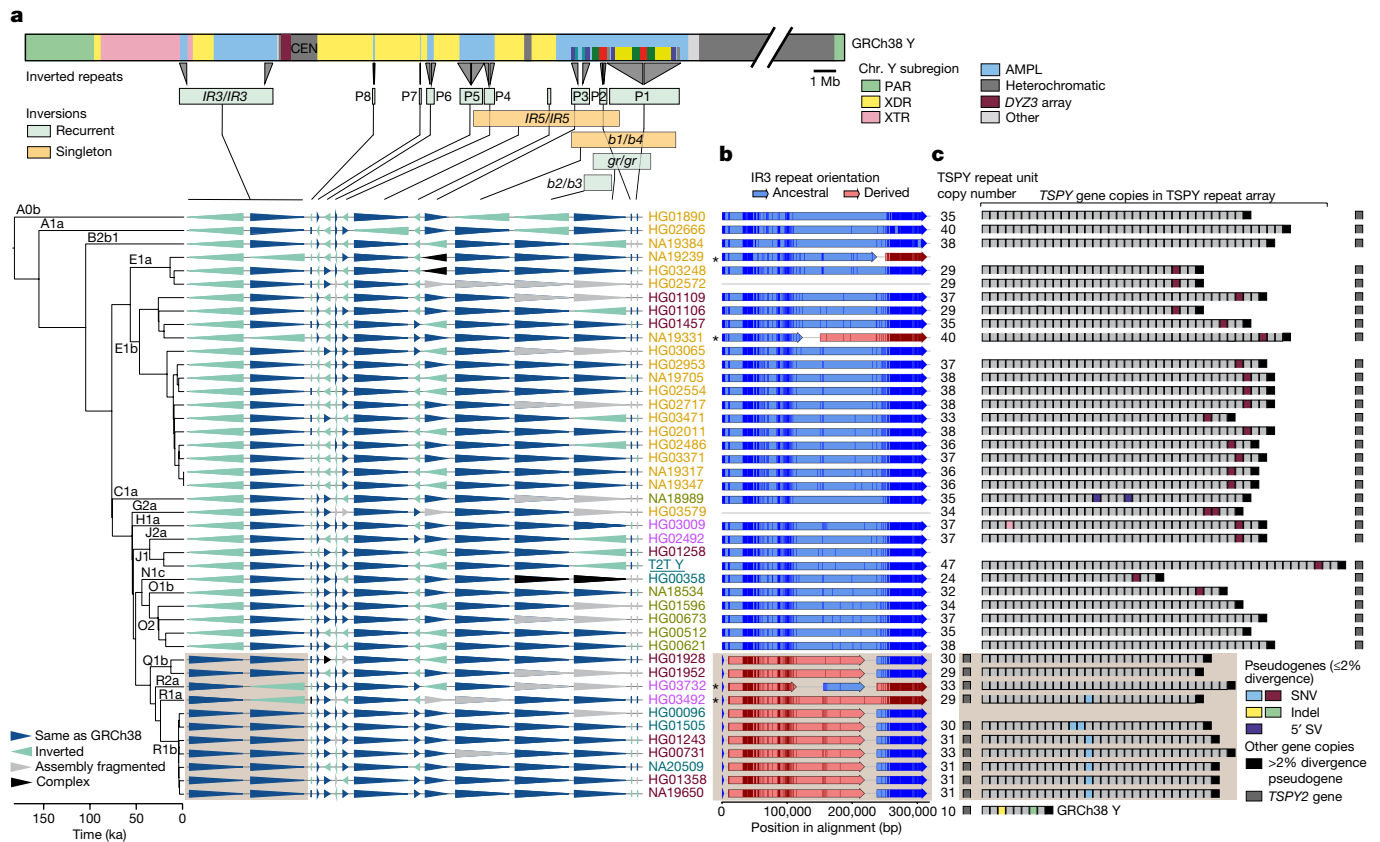 a
CEN
GRCh38 Y
1 Mb
Inverted repeats
IR3/IR3
P8
P7
P6
P5
P4
P3
P2
P1
IR5/IR5
b1/b4
gr/gr
b2/b3
Inversions
Recurrent
Singleton
Chr. Y subregion
PAR
XDR
XTR
AMPL
Heterochromatic
DYZ3 array
Other
A0b
A1a
B2b1
E1a
E1b
C1a
G2a
H1a
J2a
J1
N1c
O1b
O2
Q1b
R2a
R1a
R1b
HG01890
HG02666
NA19384
NA19239
HG03248
HG02572
HG01109
HG01106
HG01457
NA19331
HG03065
HG02953
NA19705
HG02554
HG02717
HG03471
HG02011
HG02486
HG03371
NA19317
NA19347
NA18989
HG03579
HG03009
HG02492
HG01258
T2T Y
HG00358
NA18534
HG01596
HG00673
HG00512
HG00621
HG01928
HG01952
HG03732
HG03492
HG00096
HG01505
HG01243
HG00731
NA20509
HG01358
NA19650
Same as GRCh38
Inverted
Assembly fragmented
Complex
150 100 50 0
Time (ka)
b
IR3 repeat orientation
Ancestral
Derived
*
*
*
*
0 100,000 200,000 300,000
Position in alignment (bp)
c
TSPY repeat unit
copy number
TSPY gene copies in TSPY repeat array
35
40
38
29
29
37
29
35
40
37
38
38
38
33
38
36
37
36
36
35
34
37
37
47
24
32
34
37
35
38
30
29
33
29
30
31
33
31
31
31
10
GRCh38 Y
Pseudogenes (≤2%
divergence)
SNV
Indel
5′ SV
Other gene copies
>2% divergence
pseudogene
TSPY2 gene